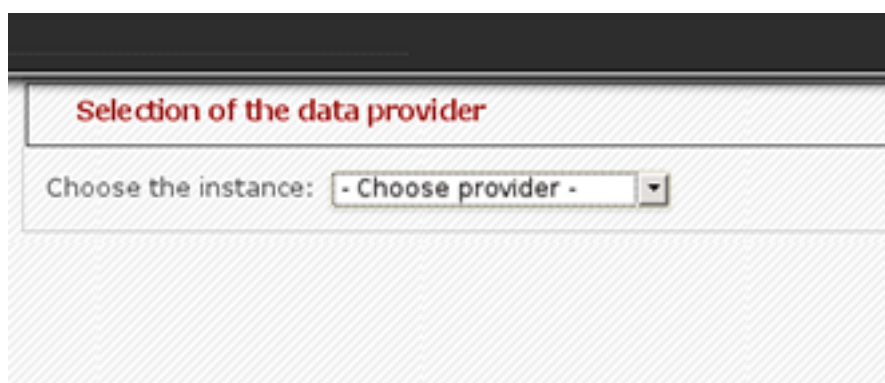 Selection of the data provider
Choose the instance: - Choose provider -